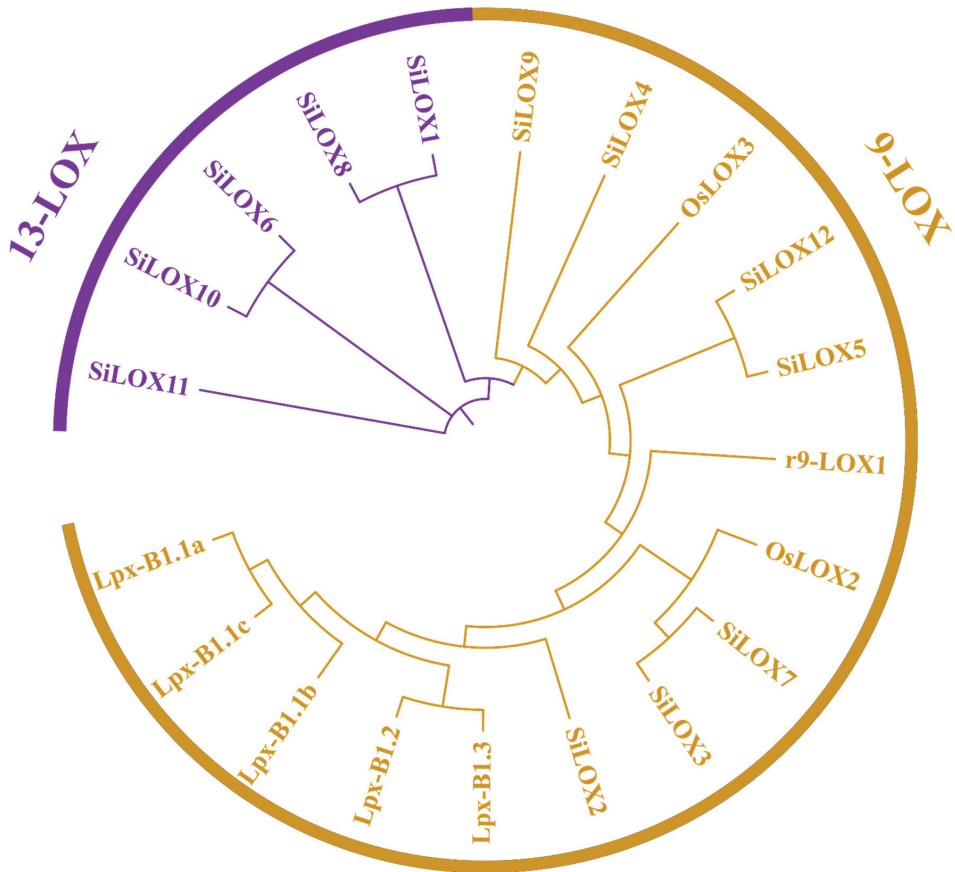 13-LOX
9-LOX
SiLOX11
SiLOX10
SiLOX6
SiLOX8
SiLOX1
SiLOX9
SiLOX4
OsLOX3
SiLOX12
SiLOX5
r9-LOX1
OsLOX2
SiLOX7
SiLOX3
SiLOX2
Lpx-B1.3
Lpx-B1.2
Lpx-B1.1b
Lpx-B1.1c
Lpx-B1.1a